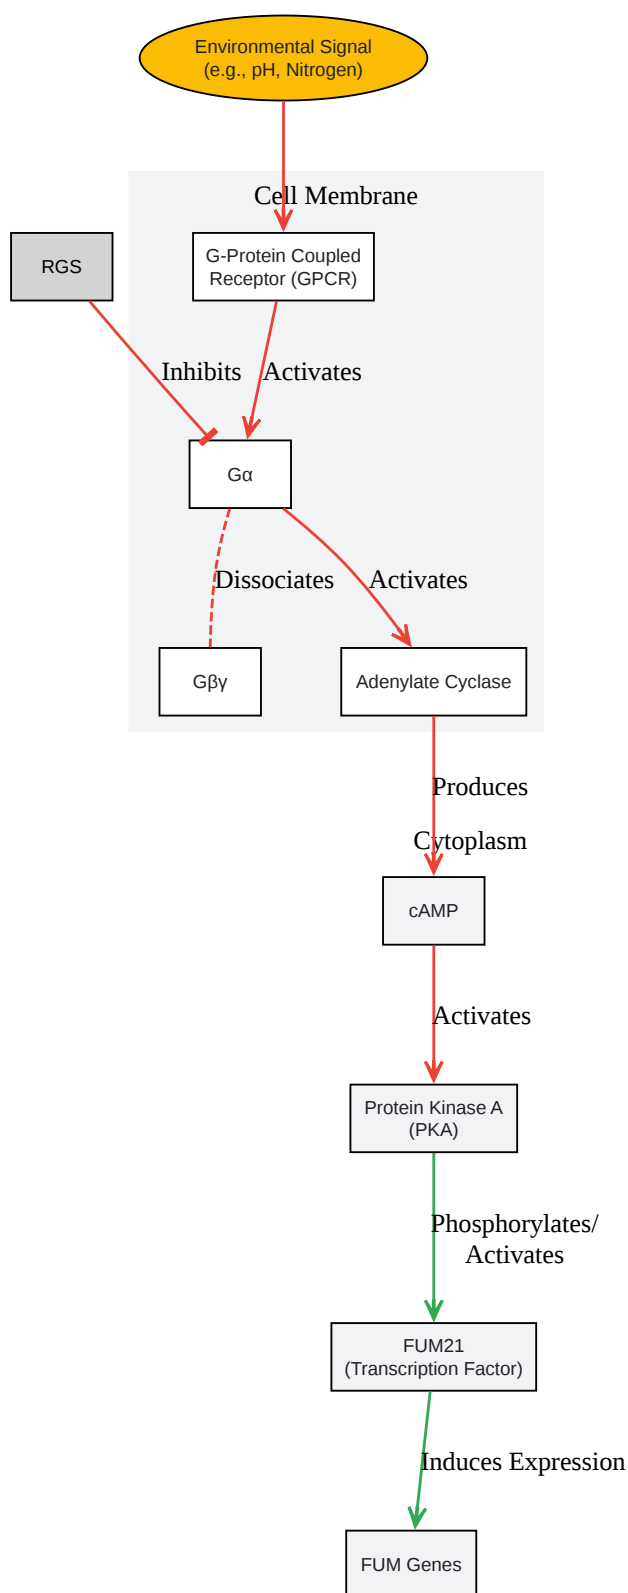 Environmental Signal
(e.g., pH, Nitrogen)
Cell Membrane
RGS
G-Protein Coupled
Receptor (GPCR)
Inhibits
Activates
Gα
Dissociates
Activates
Gβγ
Adenylate Cyclase
Produces
Cytoplasm
cAMP
Activates
Protein Kinase A
(PKA)
Phosphorylates/
Activates
FUM21
(Transcription Factor)
Induces Expression
FUM Genes